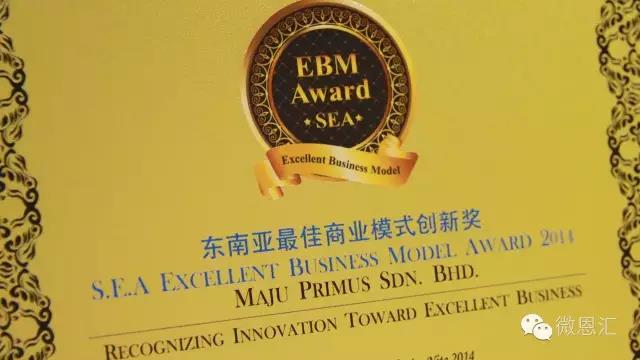 EBM
Award
★SEA★
Excellent Business Model
东南亚最佳商业模式创新奖
S.E..A EXCELLENT BUSINESS MODEL AWARD 2014
MAJU PRIMUS SDN. BHD.
RECOGNIZING INNOVATION TOWARD EXCELLENT BUSINESS
2014
微恩汇